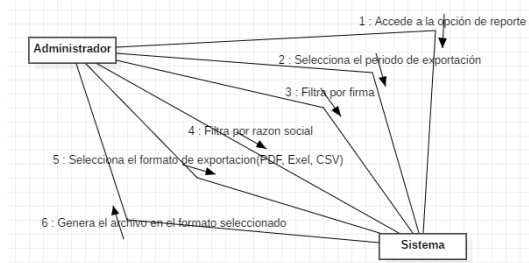 1 : Accede a la opción de reporte
Administrador
2 : Selecciona el periodo de exportación
3 : Filtra por firma
4 : Filtra por razon social
5 : Selecciona el formato de exportacion(PDF, Exel, CSV)
6 : Genera el archivo en el formato seleccionado
Sistema